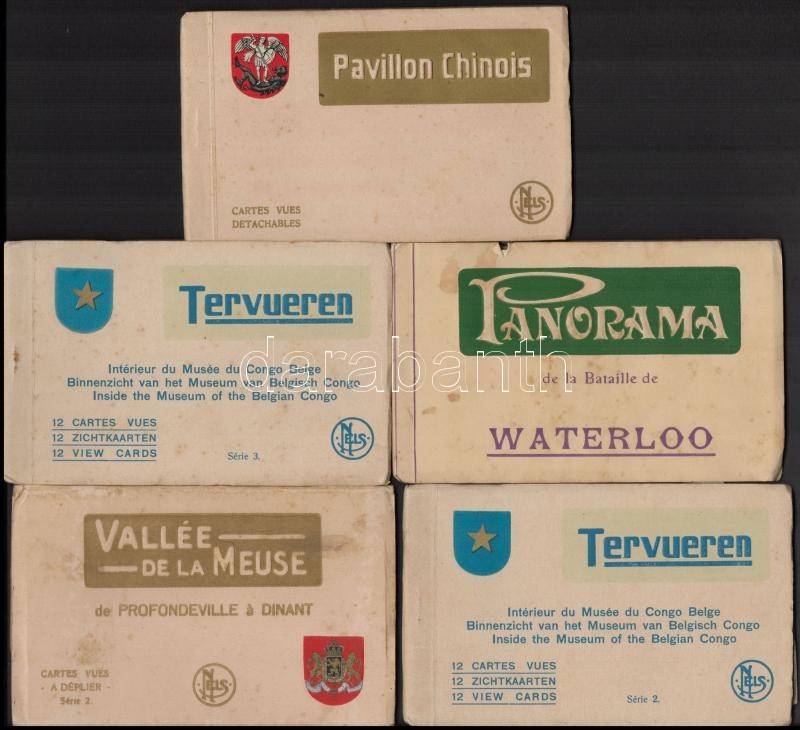 Pavillon Chinois
CARTES VUES
DETACHABLES
NELS
Tervueren
Intérieur du Musée du Congo Belge
Binnenzicht van het Museum van Belgisch Congo
Inside the Museum of the Belgian Congo
12 CARTES VUES
12 ZICHTKAARTEN
12 VIEW CARDS
Série 3.
NELS
PANORAMA
de la Bataille de
WATERLOO
darabanth
VALLÉE
DE LA MEUSE
de PROFONDEVILLE à DINANT
CARTES VUES
- A DÉPLIER -
Série 2.
NELS
Tervueren
Intérieur du Musée du Congo Belge
Binnenzicht van het Museum van Belgisch Congo
Inside the Museum of the Belgian Congo
12 CARTES VUES
12 ZICHTKAARTEN
12 VIEW CARDS
Série 2.
NELS